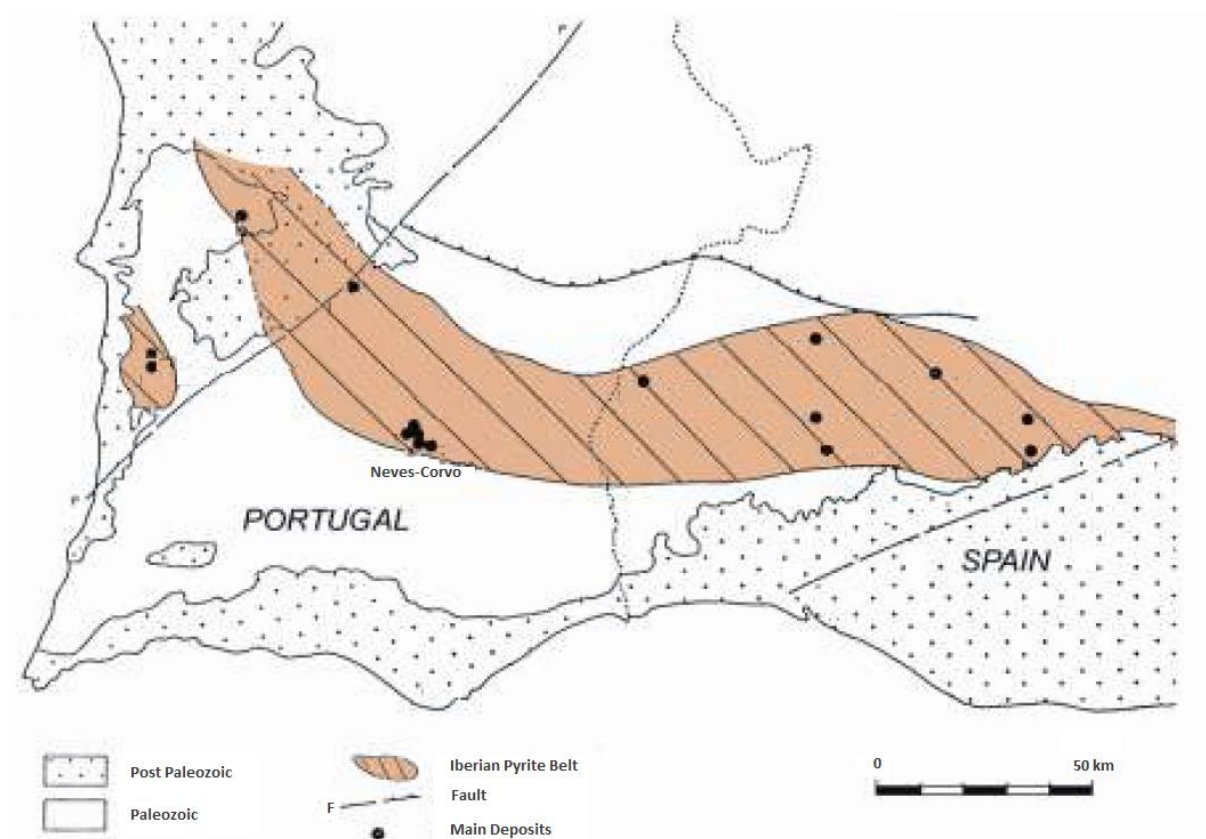 F
Neves-Corvo
PORTUGAL
F
SPAIN
Post Paleozoic
Iberian Pyrite Belt
0
50 km
F
Fault
Paleozoic
Main Deposits